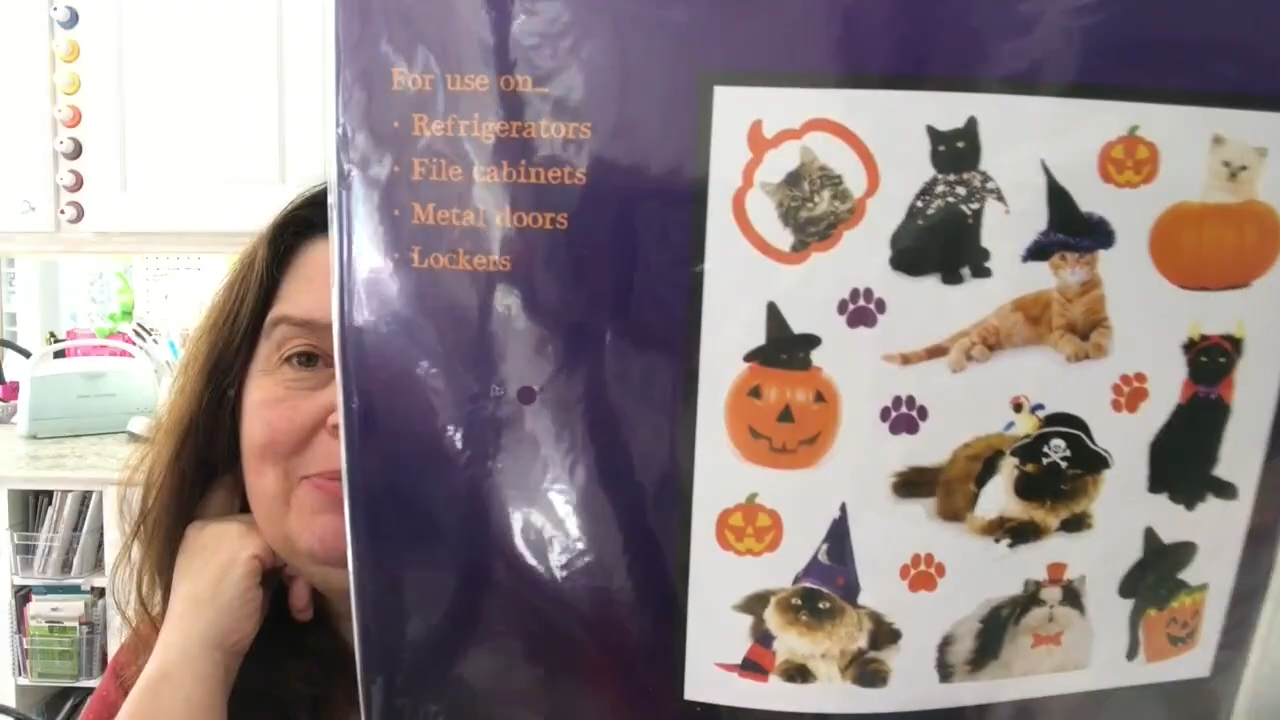 For use on...
· Refrigerators
· File cabinets
· Metal doors
· Lockers